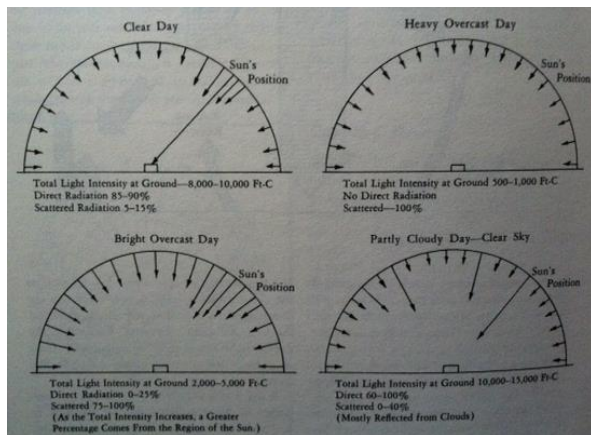 Clear Day
Sun's
Position
Total Light Intensity at Ground—8,000–10,000 Ft-C
Direct Radiation 85–90%
Scattered Radiation 5–15%
Heavy Overcast Day
Sun's
Position
Total Light Intensity at Ground 500–1,000 Ft-C
No Direct Radiation
Scattered—100%
Bright Overcast Day
Sun's
Position
Total Light Intensity at Ground 2,000–5,000 Ft-C
Direct Radiation 0–25%
Scattered 75–100%
(As the Total Intensity Increases, a Greater
Percentage Comes From the Region of the Sun.)
Partly Cloudy Day—Clear Sky
Sun's
Position
Total Light Intensity at Ground 10,000–15,000 Ft-C
Direct 60–100%
Scattered 0–40%
(Mostly Reflected from Clouds)